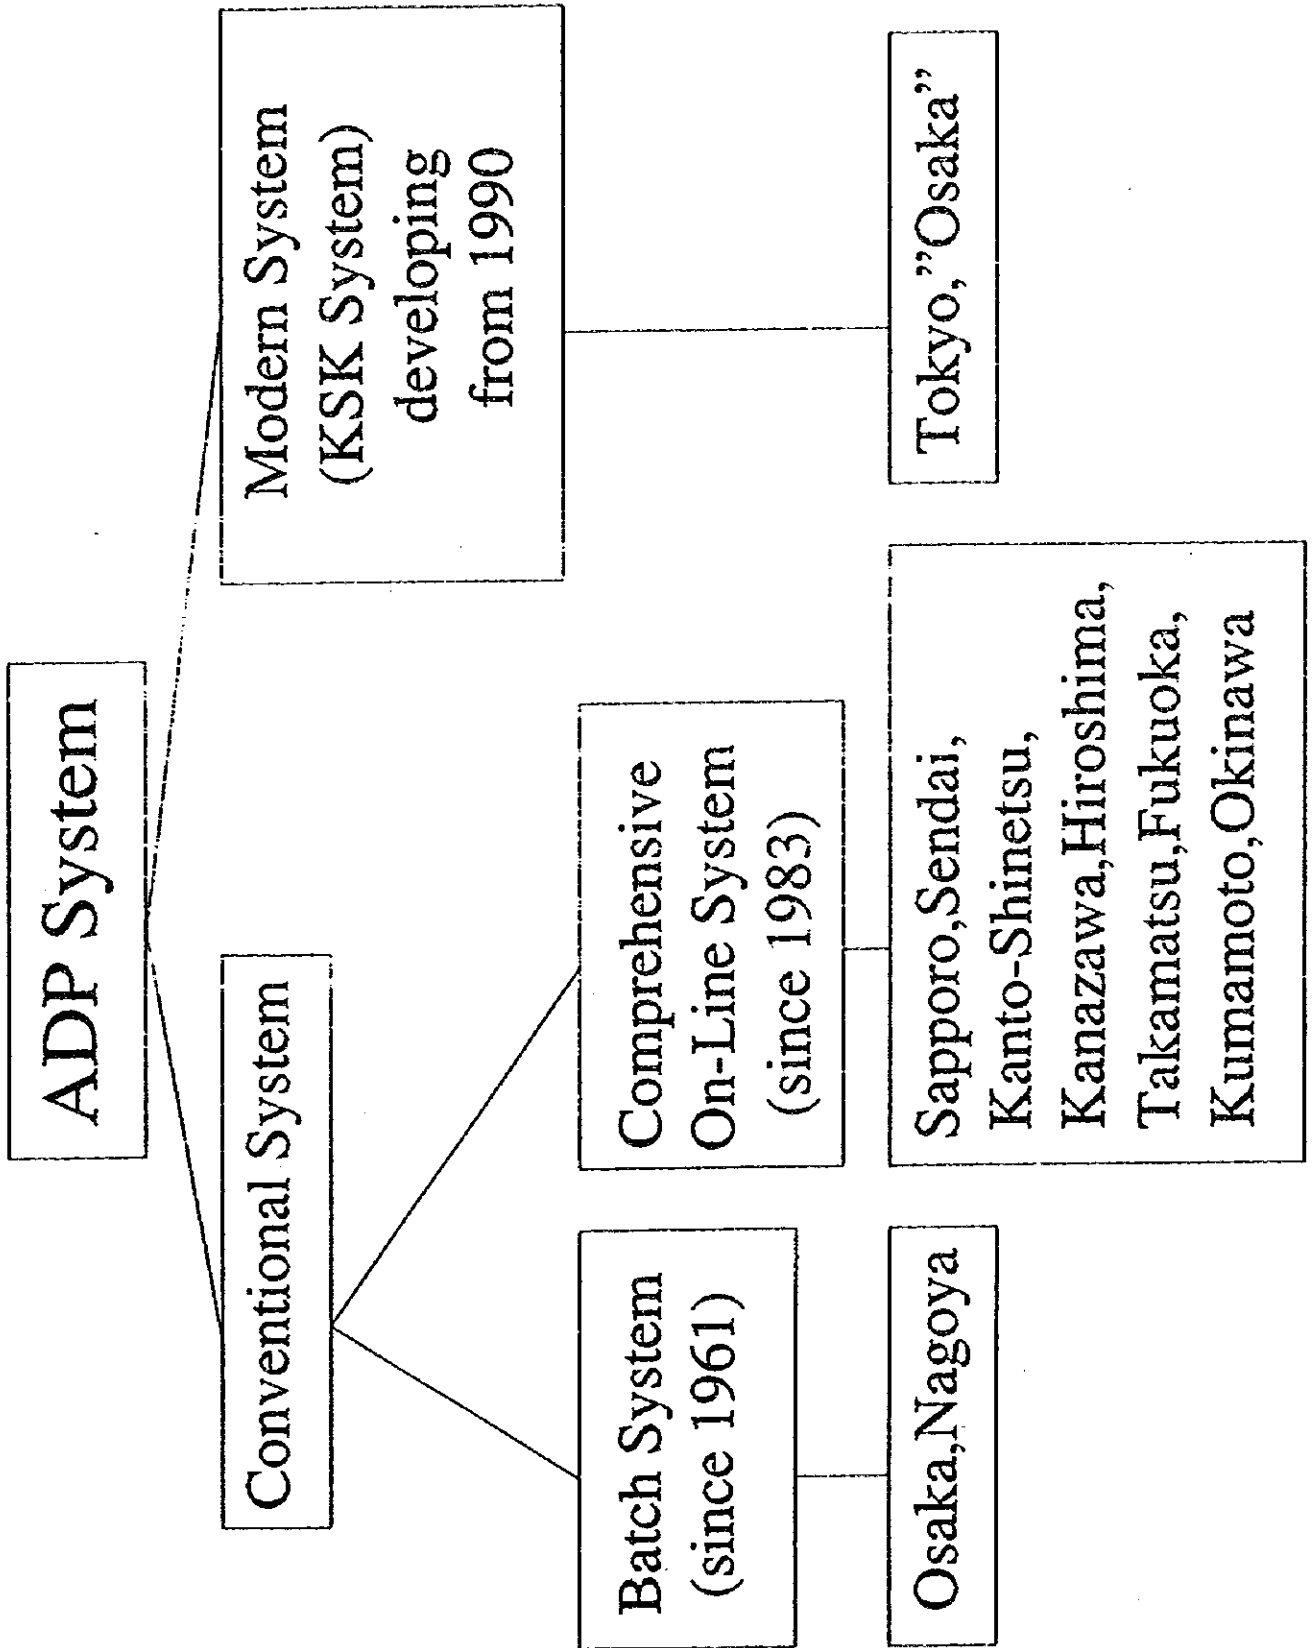 ADP System
Conventional System
Modern System
(KSK System)
developing
from 1990
Batch System
(since 1961)
Comprehensive
On-Line System
(since 1983)
Osaka,Nagoya
Sapporo,Sendai,
Kanto-Shinetsu,
Kanazawa,Hiroshima,
Takamatsu,Fukuoka,
Kumamoto,Okinawa
Tokyo,”Osaka”